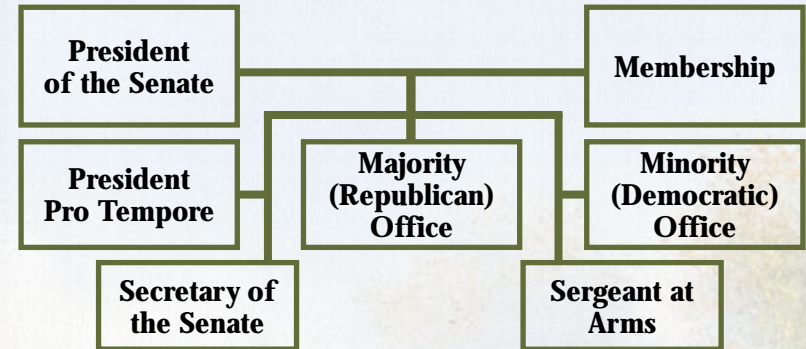 President
of the Senate
Membership
President
Pro Tempore
Majority
(Republican)
Office
Minority
(Democratic)
Office
Secretary of
the Senate
Sergeant at
Arms